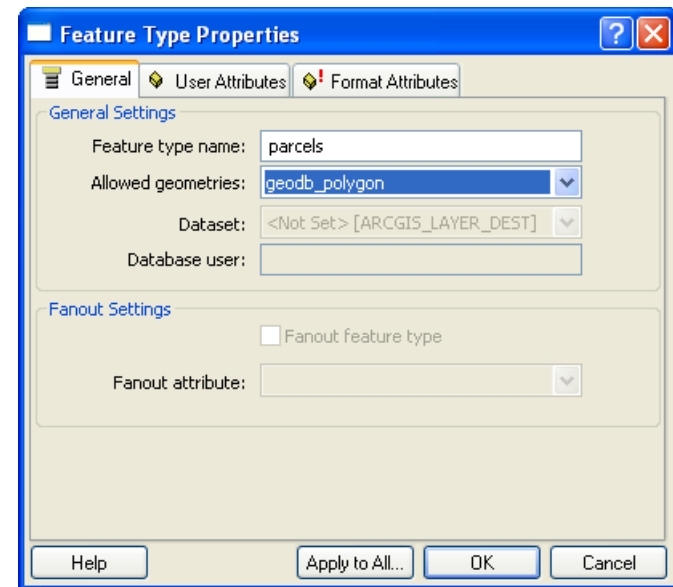 Feature Type Properties
General User Attributes Format Attributes
General Settings
Feature type name: parcels
Allowed geometries: geodb_polygon
Dataset: <Not Set> [ARCGIS_LAYER_DEST]
Database user:
Fanout Settings
Fanout feature type
Fanout attribute:
Help Apply to All... OK Cancel